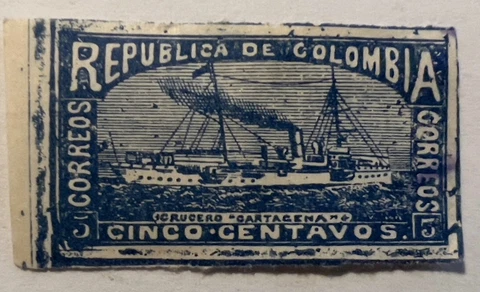 REPUBLICA DE COLOMBIA
CORREOS
CORREOS
CRUCERO "CARTAGENA"
5
CINCO·CENTAVOS.
5